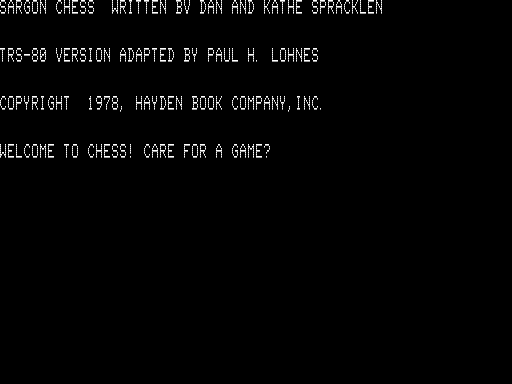 SARGON CHESS  WRITTEN BY DAN AND KATHE SPRACKLEN
TRS-80 VERSION ADAPTED BY PAUL H. LOHNES
COPYRIGHT  1978, HAYDEN BOOK COMPANY,INC.
WELCOME TO CHESS! CARE FOR A GAME?